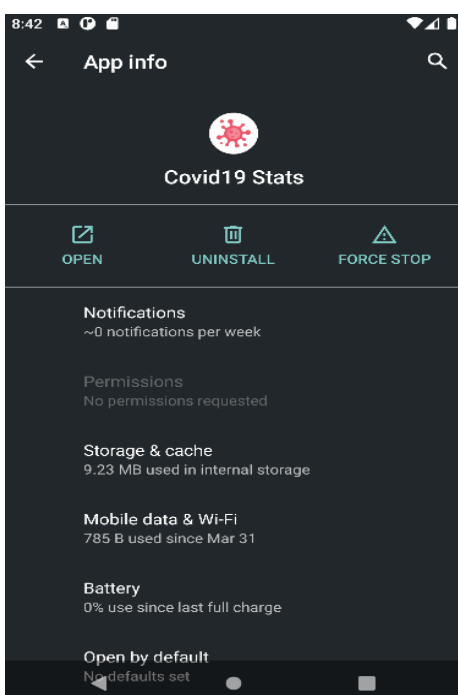 8:42
App info
Covid19 Stats
OPEN
UNINSTALL
FORCE STOP
Notifications
~0 notifications per week
Permissions
No permissions requested
Storage & cache
9.23 MB used in internal storage
Mobile data & Wi-Fi
785 B used since Mar 31
Battery
0% use since last full charge
Open by default
No defaults set